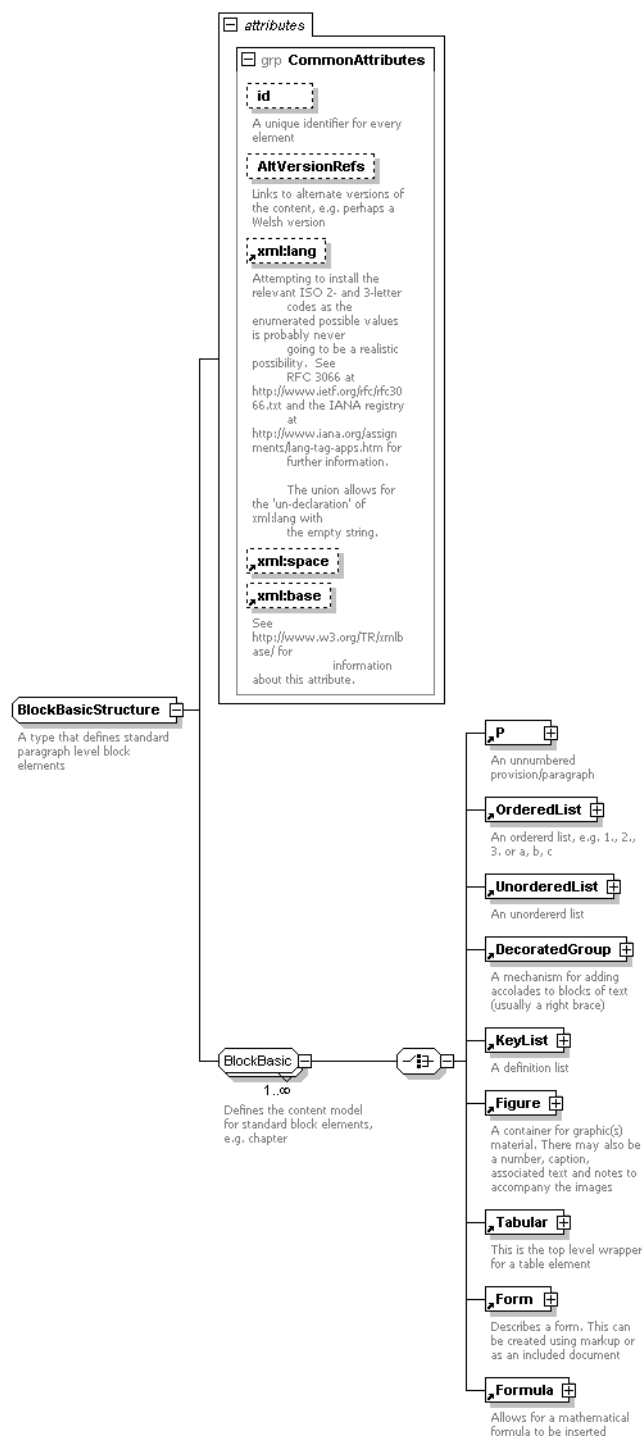 attributes
grp CommonAttributes
id
A unique identifier for every
element
AltVersionRefs
Links to alternate versions of
the content, e.g. perhaps a
Welsh version
xml:lang
Attempting to install the
relevant ISO 2- and 3-letter
codes as the
enumerated possible values
is probably never
going to be a realistic
possibility.  See
RFC 3066 at
http://www.ietf.org/rfc/rfc30
66.txt and the IANA registry
at
http://www.iana.org/assign
ments/lang-tag-apps.htm for
further information.
The union allows for
the 'un-declaration' of
xml:lang with
the empty string.
xml:space
xml:base
See
http://www.w3.org/TR/xmlb
ase/ for
information
about this attribute.
BlockBasicStructure
A type that defines standard
paragraph level block
elements
P
An unnumbered
provision/paragraph
OrderedList
An ordererd list, e.g. 1., 2.,
3. or a, b, c
UnorderedList
An unordererd list
DecoratedGroup
A mechanism for adding
accolades to blocks of text
(usually a right brace)
BlockBasic
1..∞
Defines the content model
for standard block elements,
e.g. chapter
KeyList
A definition list
Figure
A container for graphic(s)
material. There may also be
a number, caption,
associated text and notes to
accompany the images
Tabular
This is the top level wrapper
for a table element
Form
Describes a form. This can
be created using markup or
as an included document
Formula
Allows for a mathematical
formula to be inserted